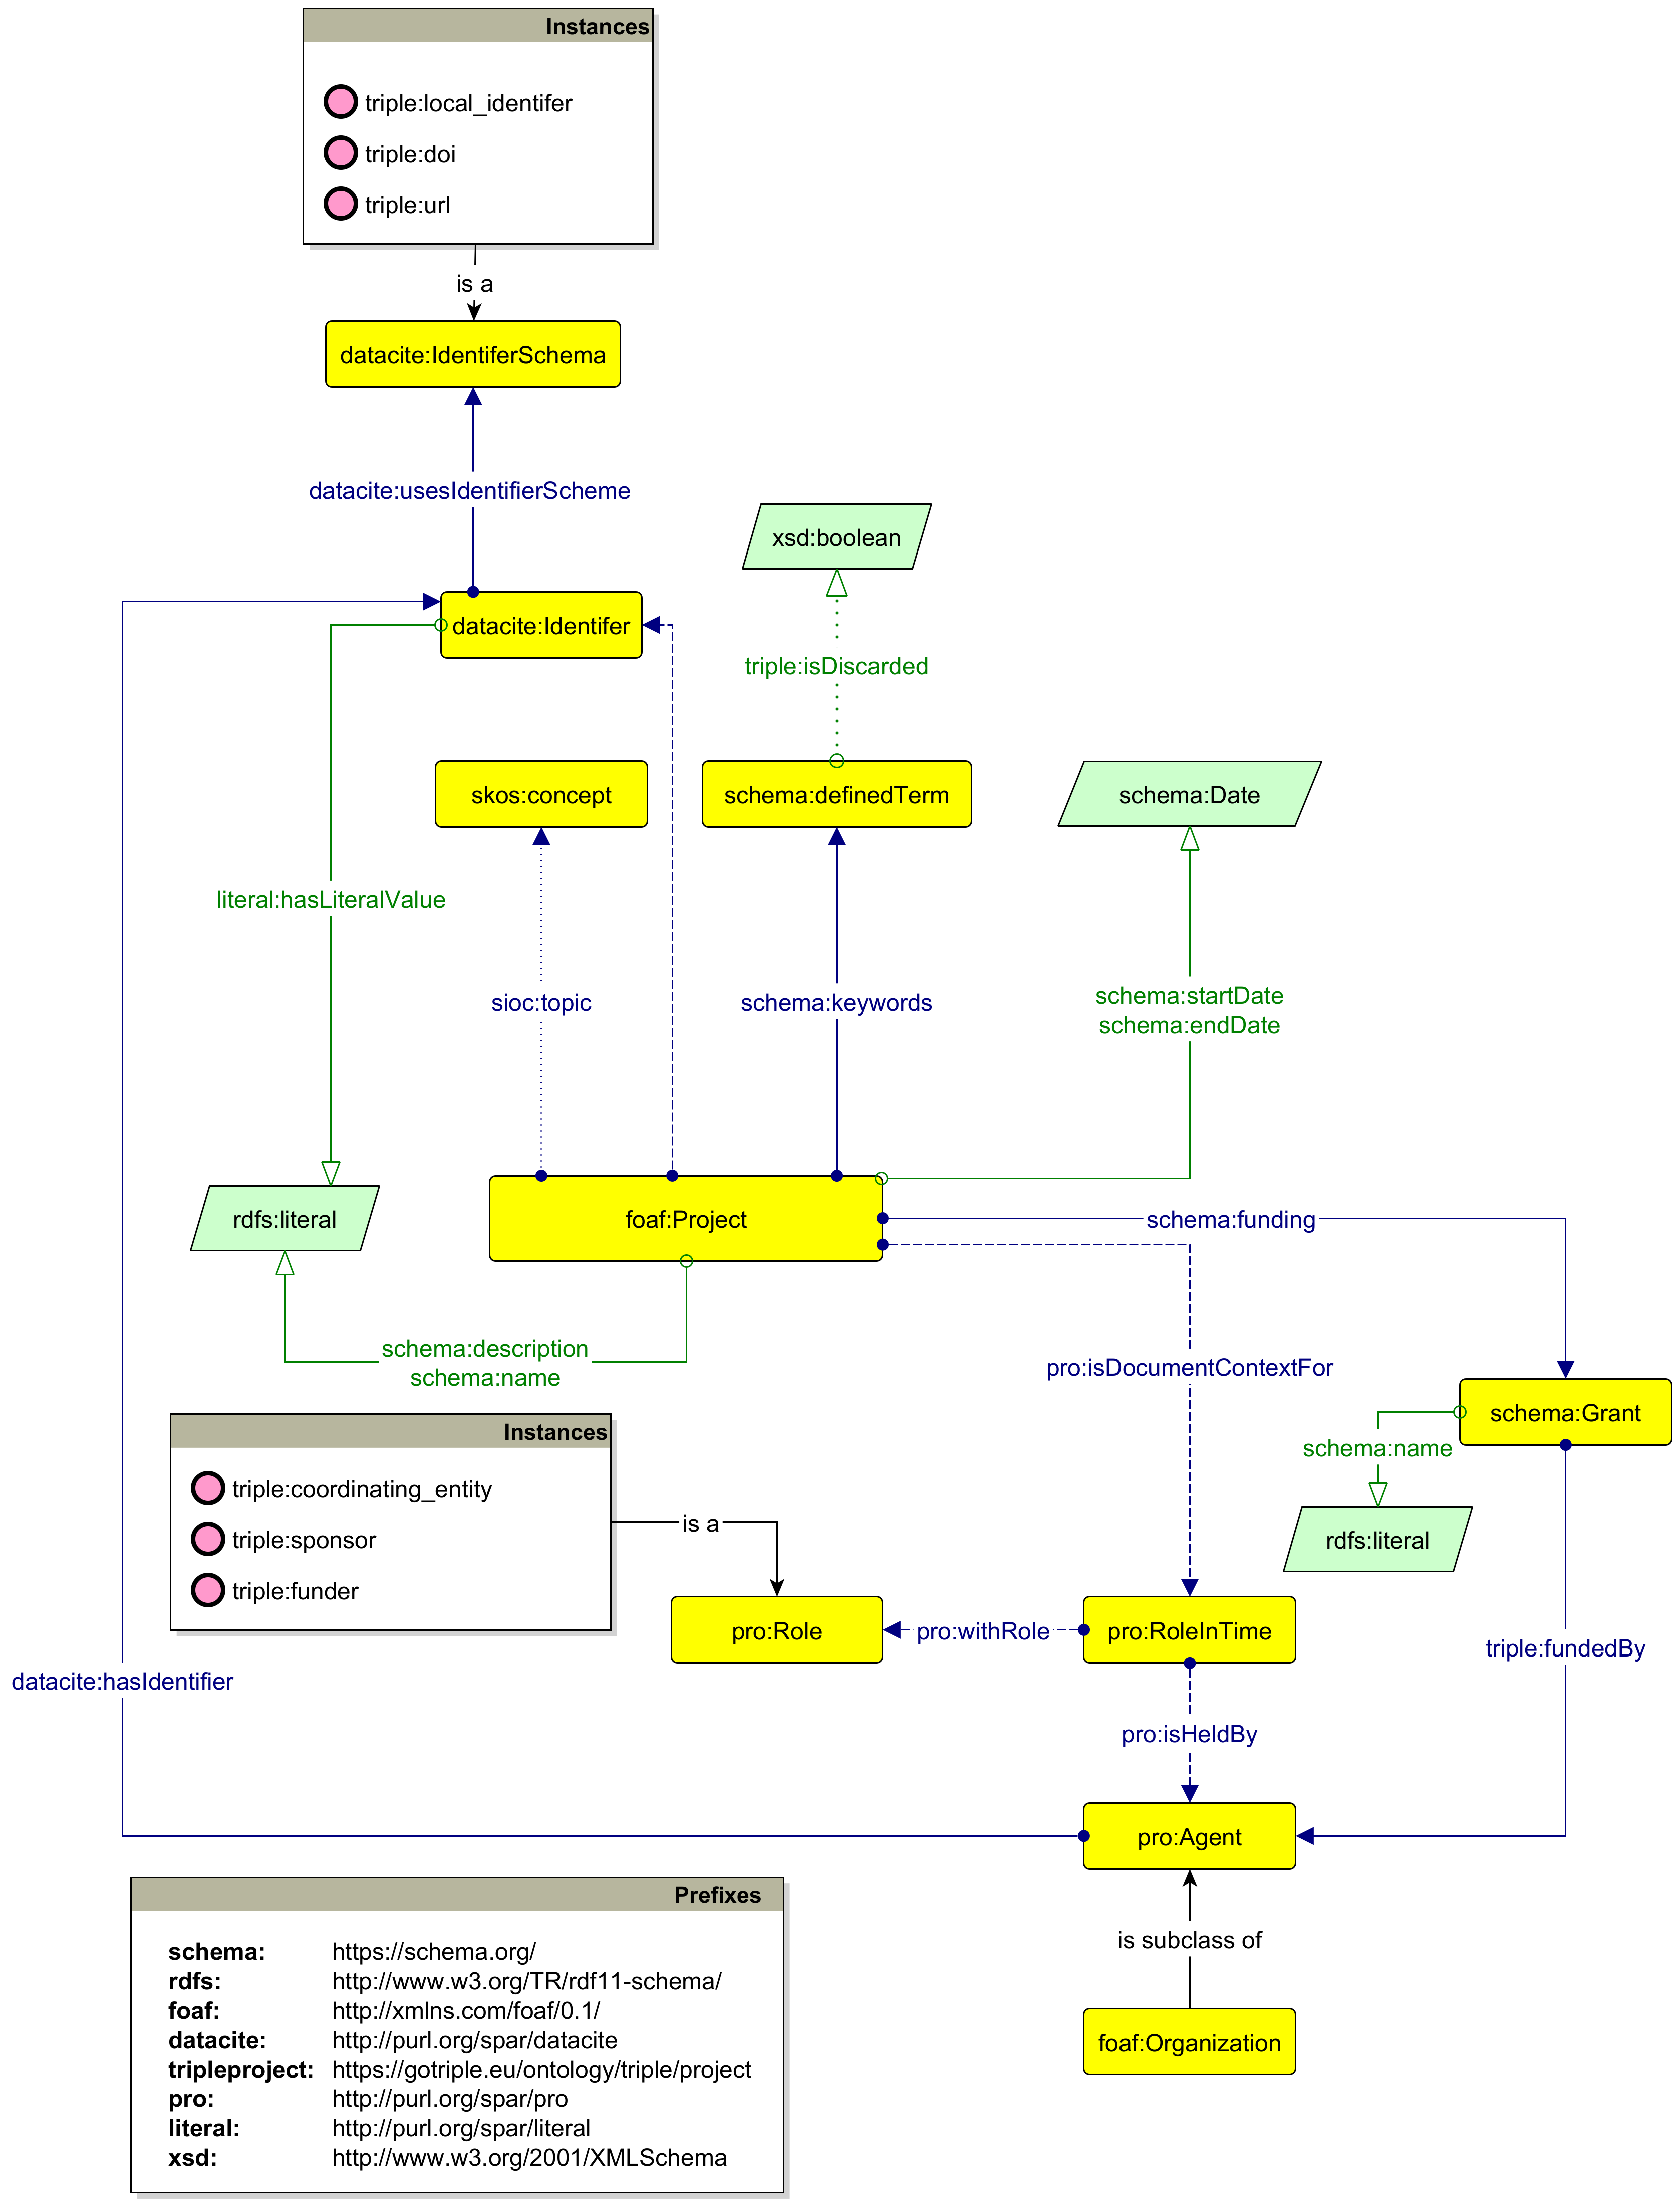 Instances
triple:local_identifer
triple:doi
triple:url
is a
datacite:IdentiferSchema
datacite:usesIdentifierScheme
xsd:boolean
datacite:Identifer
triple:isDiscarded
skos:concept
schema:definedTerm
schema:Date
literal:hasLiteralValue
sioc:topic
schema:keywords
schema:startDate
schema:endDate
rdfs:literal
foaf:Project
schema:funding
schema:description
schema:name
pro:isDocumentContextFor
schema:Grant
schema:name
rdfs:literal
Instances
triple:coordinating_entity
triple:sponsor
triple:funder
is a
pro:Role
pro:withRole
pro:RoleInTime
triple:fundedBy
datacite:hasIdentifier
pro:isHeldBy
pro:Agent
is subclass of
foaf:Organization
Prefixes
schema: https://schema.org/
rdfs: http://www.w3.org/TR/rdf11-schema/
foaf: http://xmlns.com/foaf/0.1/
datacite: http://purl.org/spar/datacite
tripleproject: https://gotriple.eu/ontology/triple/project
pro: http://purl.org/spar/pro
literal: http://purl.org/spar/literal
xsd: http://www.w3.org/2001/XMLSchema